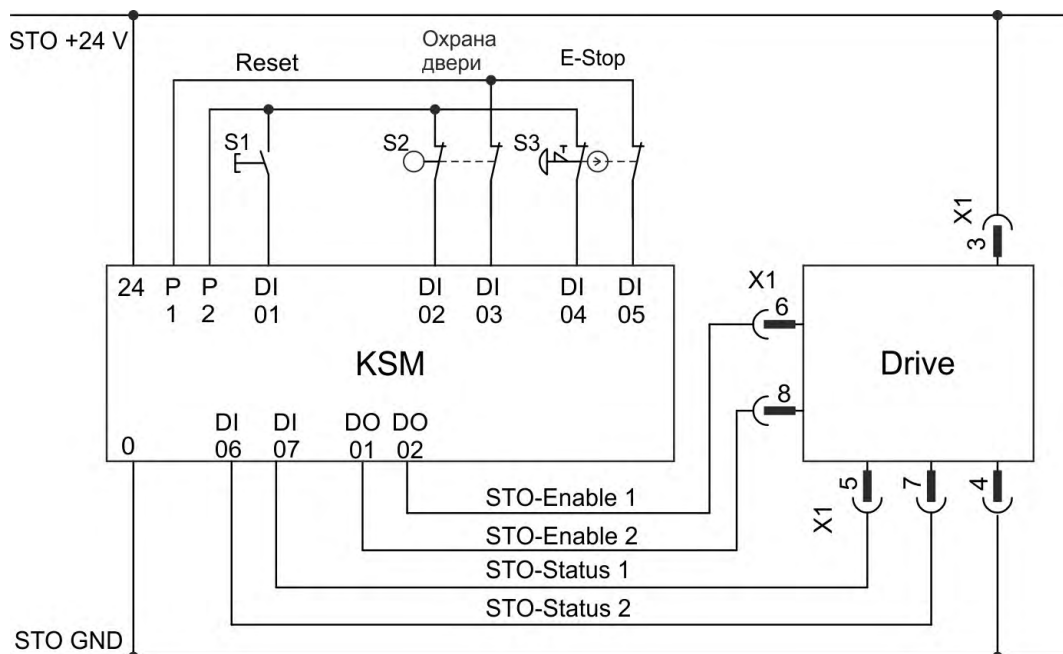 STO +24 V
Reset
Охрана
двери
E-Stop
S1
S2
S3
X1
3
24
P
1
P
2
DI
01
DI
02
DI
03
DI
04
DI
05
X1
6
KSM
Drive
8
0
DI
06
DI
07
DO
01
DO
02
5
7
4
X1
STO-Enable 1
STO-Enable 2
STO-Status 1
STO-Status 2
STO GND